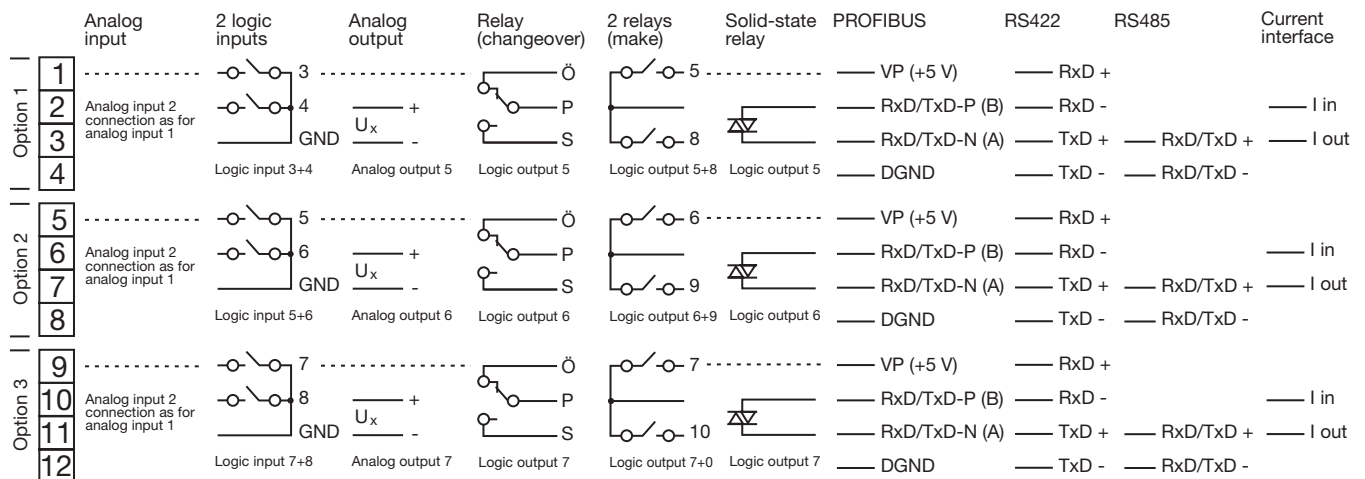 Analog input
2 logic inputs
Analog output
Relay (changeover)
2 relays (make)
Solid-state relay
PROFIBUS
RS422
RS485
Current interface
Option 1
1 3 Ö 5 VP (+5 V) RxD +
2 Analog input 2 connection as for analog input 1 4 + P RxD/TxD-P (B) RxD - I in
Ux
3 GND - S 8 RxD/TxD-N (A) TxD + RxD/TxD + I out
4 Logic input 3+4 Analog output 5 Logic output 5 Logic output 5+8 Logic output 5 DGND TxD - RxD/TxD -
Option 2
5 5 Ö 6 VP (+5 V) RxD +
6 Analog input 2 connection as for analog input 1 6 + P RxD/TxD-P (B) RxD - I in
Ux
7 GND - S 9 RxD/TxD-N (A) TxD + RxD/TxD + I out
8 Logic input 5+6 Analog output 6 Logic output 6 Logic output 6+9 Logic output 6 DGND TxD - RxD/TxD -
Option 3
9 7 Ö 7 VP (+5 V) RxD +
10 Analog input 2 connection as for analog input 1 8 + P RxD/TxD-P (B) RxD - I in
Ux
11 GND - S 10 RxD/TxD-N (A) TxD + RxD/TxD + I out
12 Logic input 7+8 Analog output 7 Logic output 7 Logic output 7+0 Logic output 7 DGND TxD - RxD/TxD -